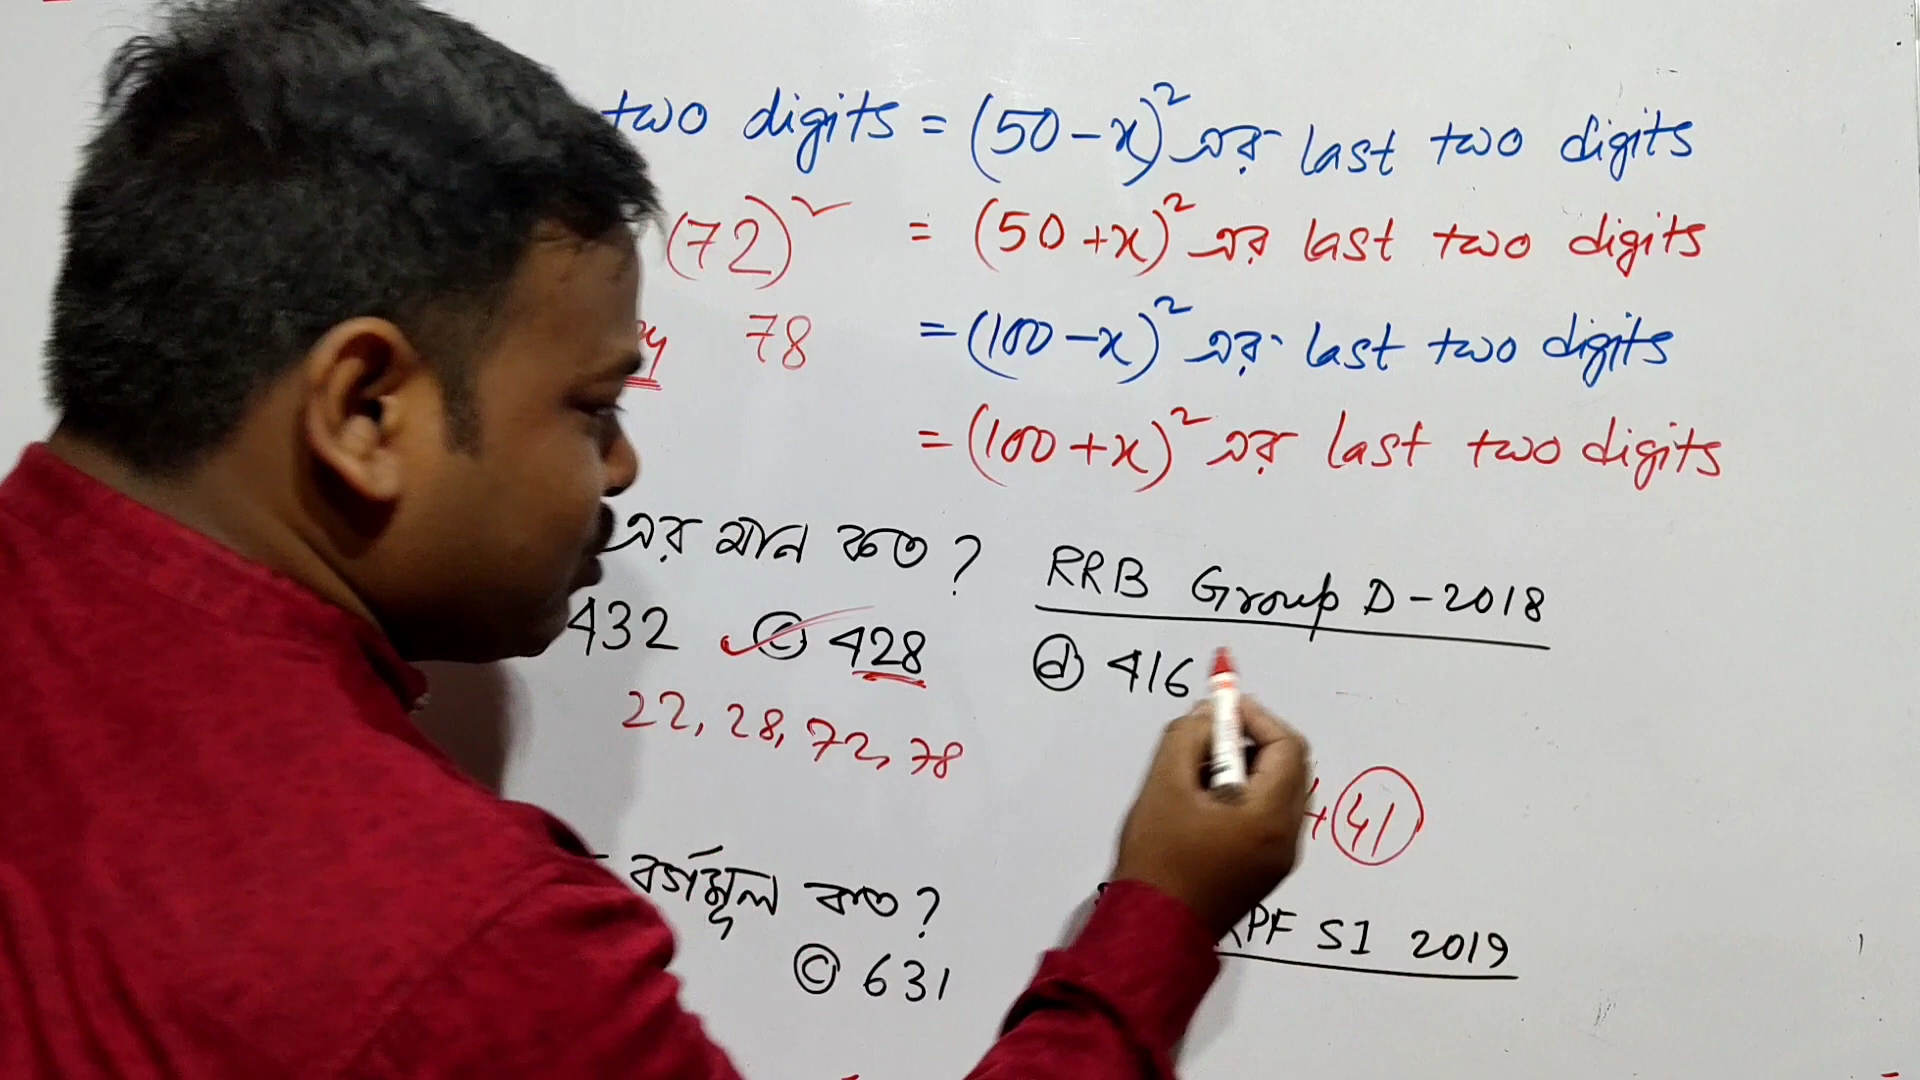 two digits = (50 - x)² এর last two digits
(72)² = (50 + x)² এর last two digits
78 = (100 - x)² এর last two digits
= (100 + x)² এর last two digits
এর মান কত ? RRB Group D - 2018
432 ⓒ 428 ⓓ 416
22, 28, 72, 78
41
বর্গমূল কত ? RPF SI 2019
ⓒ 631